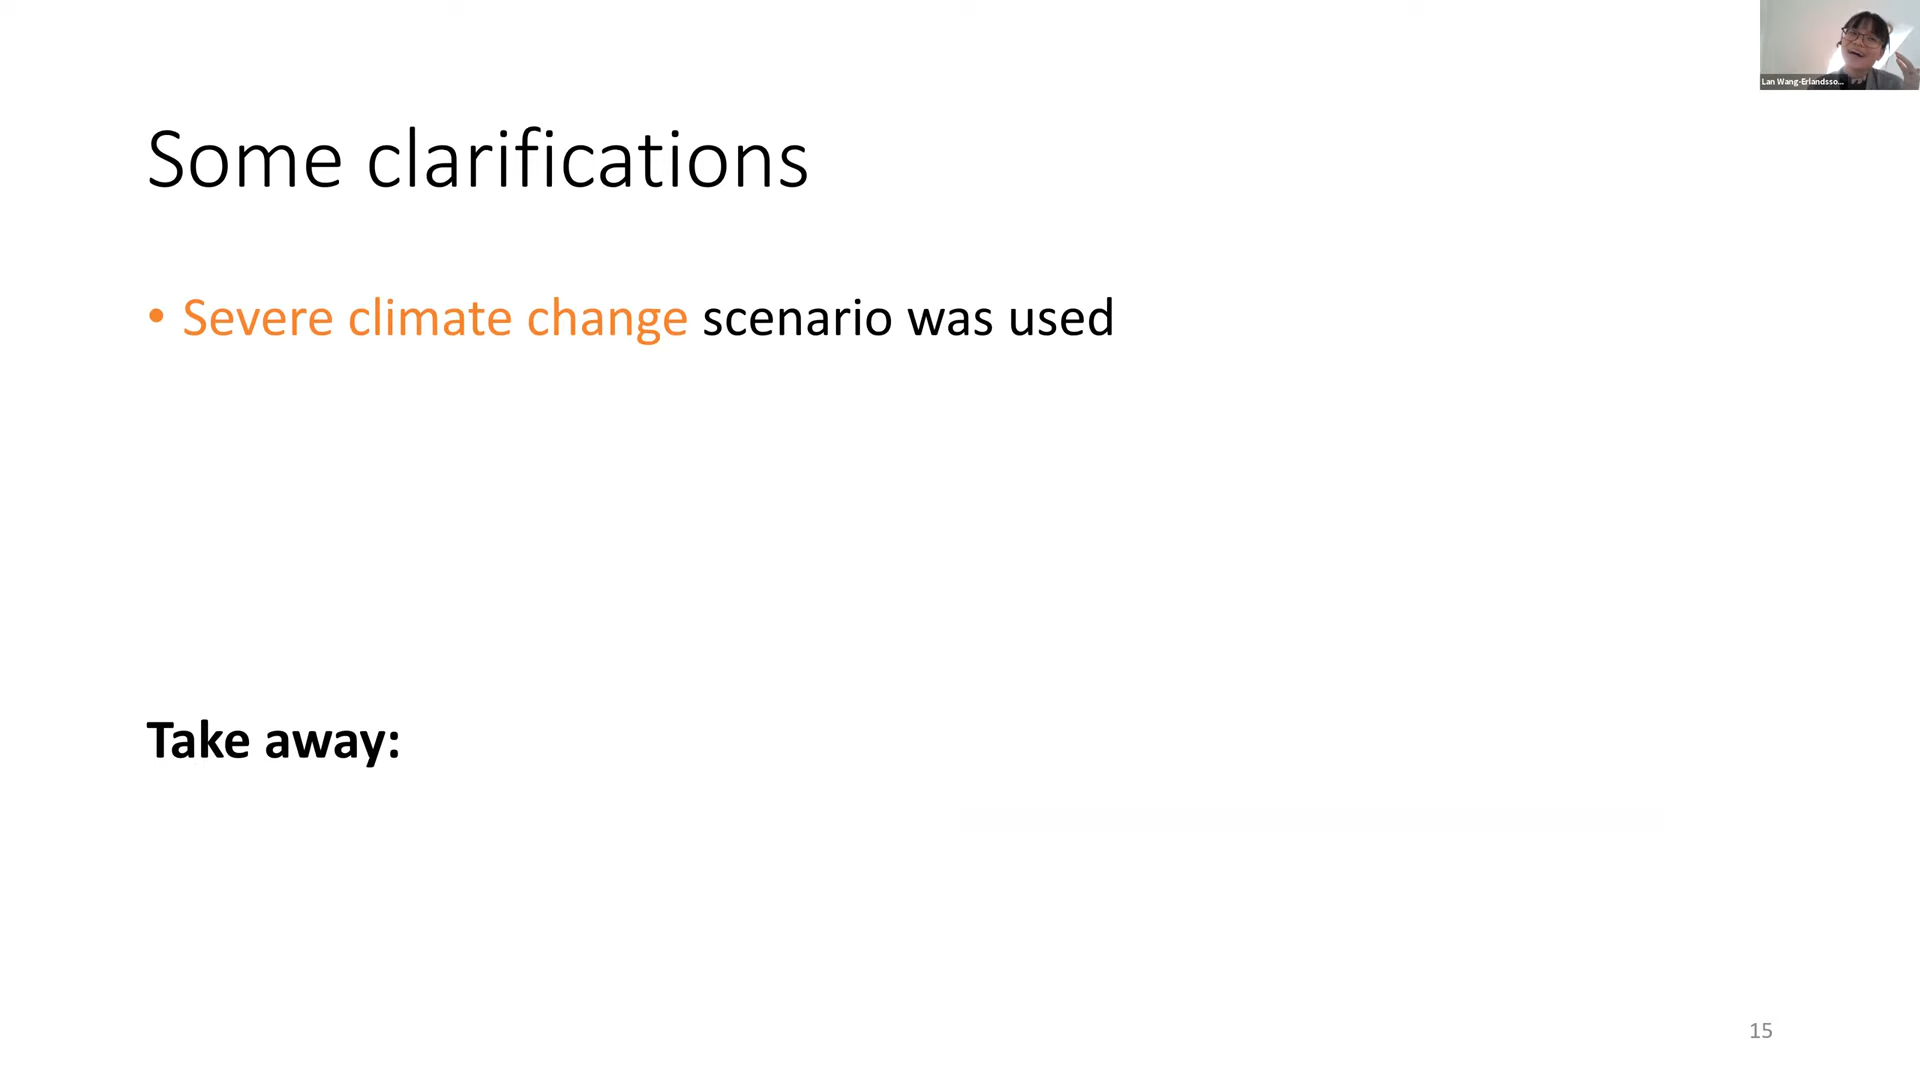 Lan Wang-Erlandsso...
Some clarifications
• Severe climate change scenario was used
Take away:
15